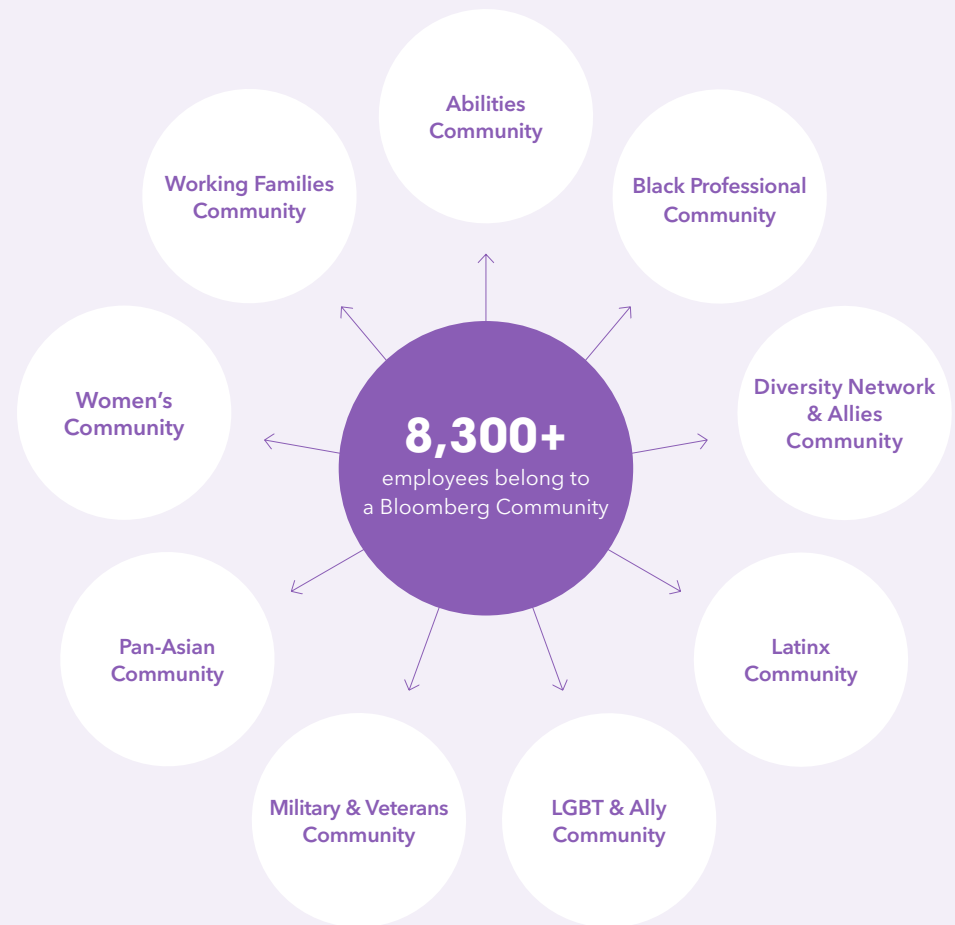 Abilities
Community
Black Professional
Community
Diversity Network
& Allies
Community
Latinx
Community
LGBT & Ally
Community
Military & Veterans
Community
Pan-Asian
Community
Women’s
Community
Working Families
Community
8,300+
employees belong to
a Bloomberg Community